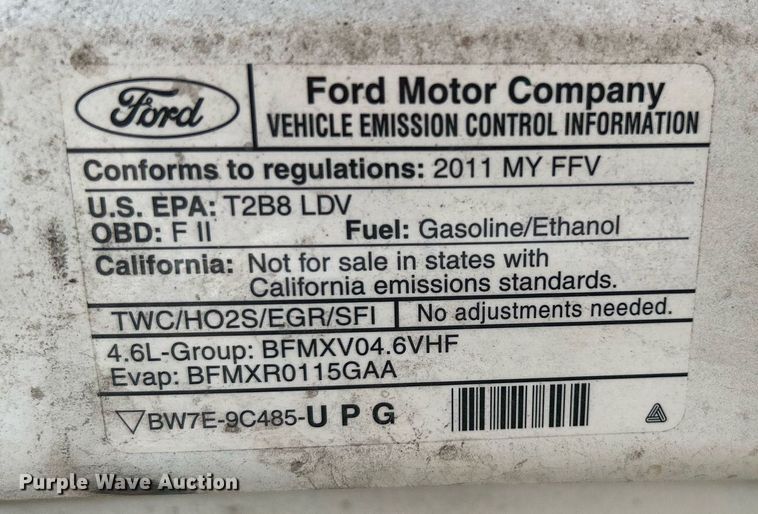 Ford
Ford Motor Company
VEHICLE EMISSION CONTROL INFORMATION
Conforms to regulations: 2011 MY FFV
U.S. EPA: T2B8 LDV
OBD: F II Fuel: Gasoline/Ethanol
California: Not for sale in states with
California emissions standards.
TWC/HO2S/EGR/SFI No adjustments needed.
4.6L-Group: BFMXV04.6VHF
Evap: BFMXR0115GAA
▽BW7E-9C485-U P G
Purple Wave Auction